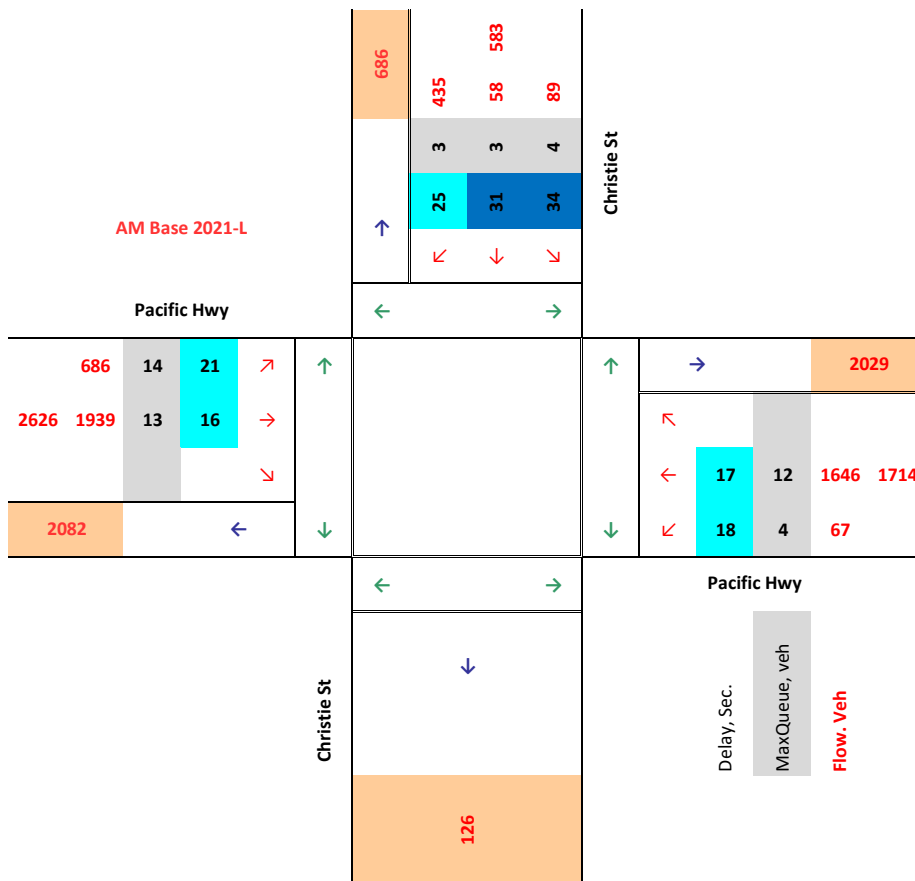 686
583
435 58 89
3 3 4
25 31 34
Christie St
AM Base 2021-L
↑
↙ ↓ ↘
Pacific Hwy
← →
686 14 21 ↗
↑
↑
→ 2029
2626 1939 13 16 →
↖
↘
← 17 12 1646 1714
2082 ←
↓
↓
↙ 18 4 67
← →
Pacific Hwy
↓
Christie St
Delay, Sec.
MaxQueue, veh
Flow. Veh
126